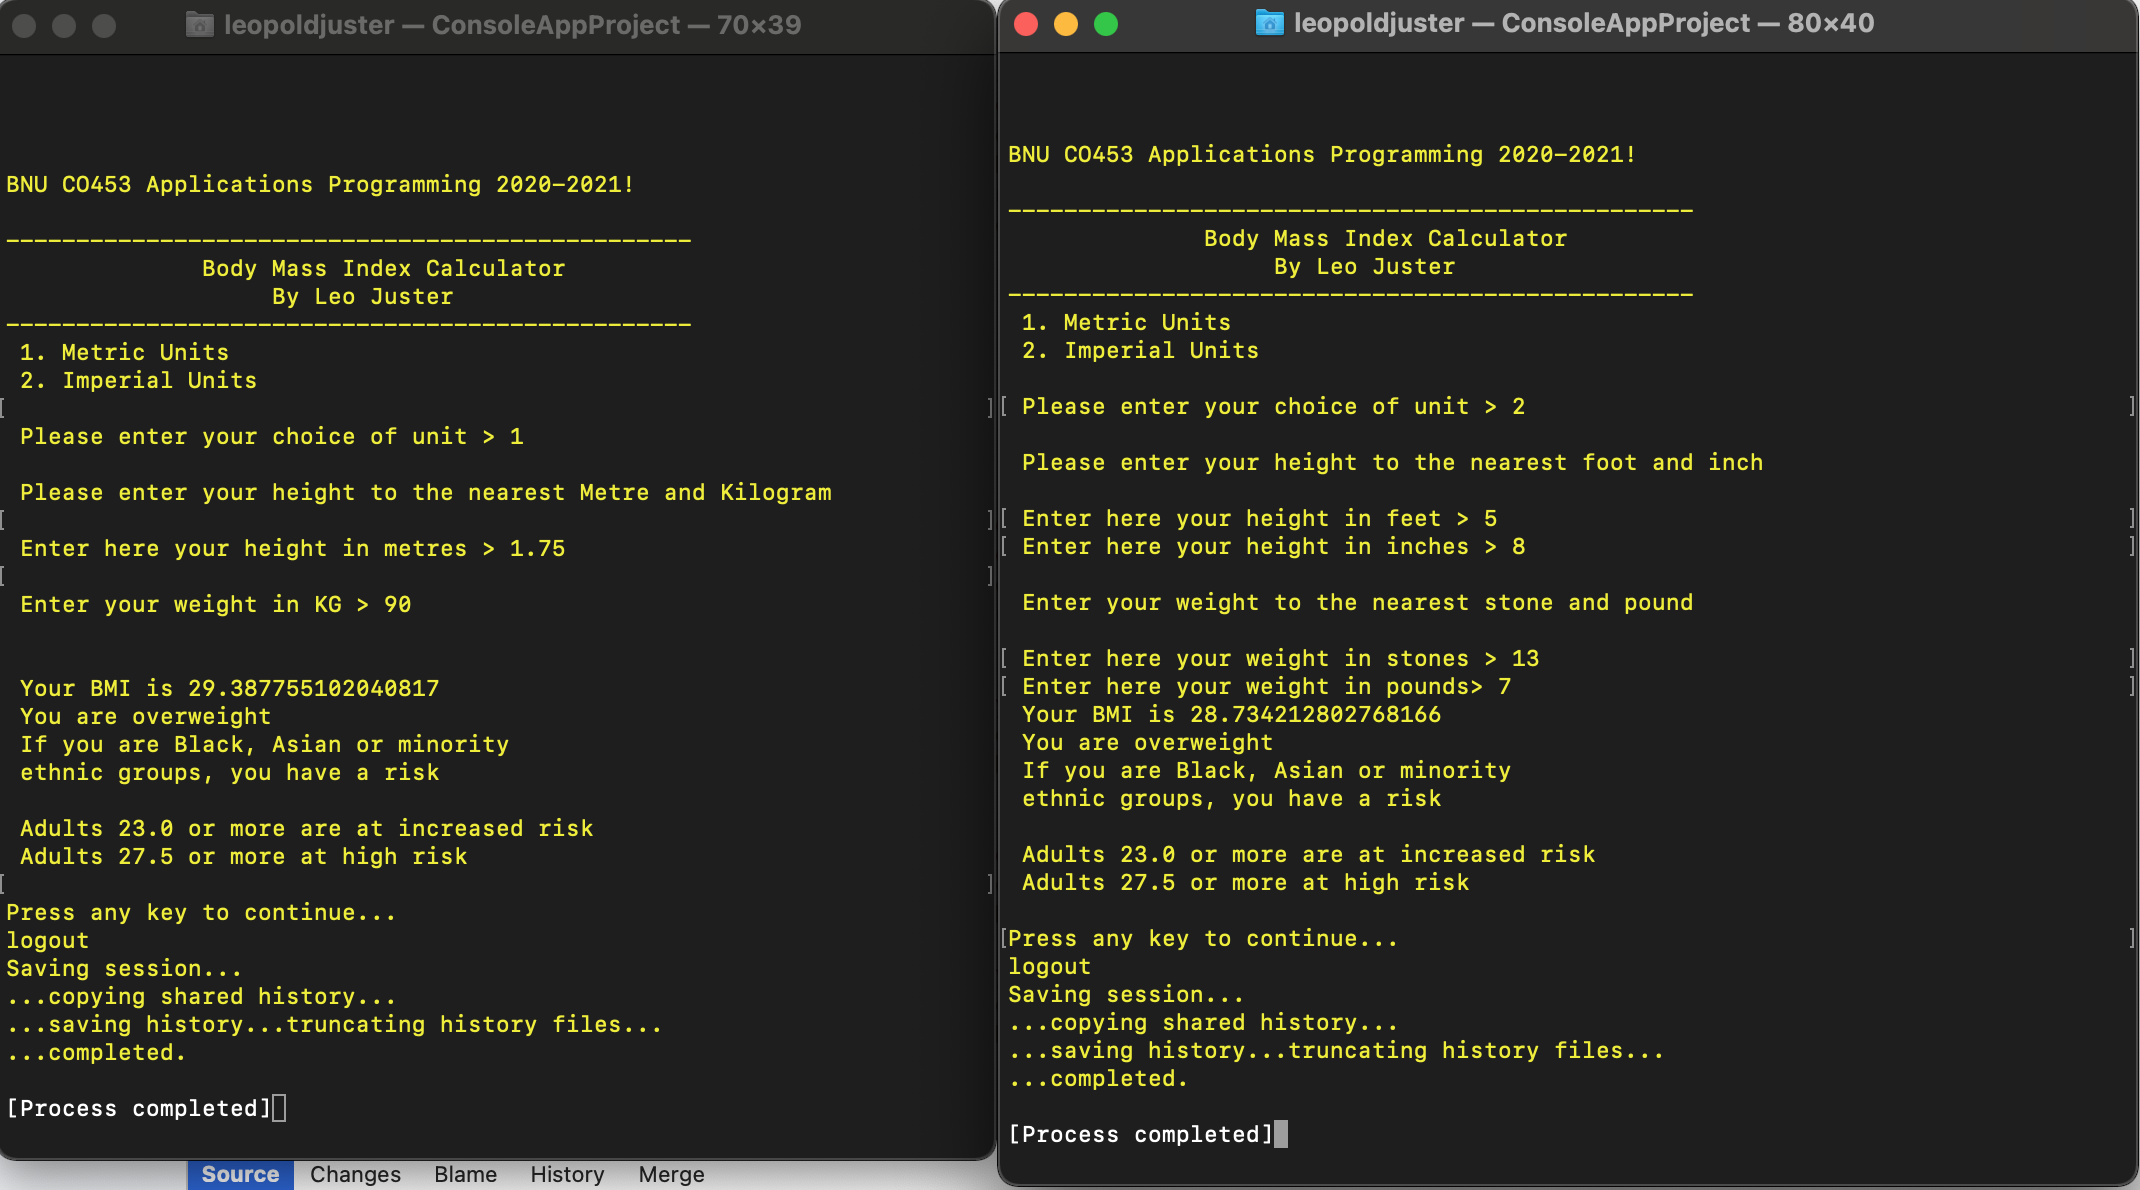 leopoldjuster — ConsoleAppProject — 70×39
BNU CO453 Applications Programming 2020-2021!
-------------------------------------------------
Body Mass Index Calculator
By Leo Juster
-------------------------------------------------
1. Metric Units
2. Imperial Units
[ ]
Please enter your choice of unit > 1
Please enter your height to the nearest Metre and Kilogram
[ ]
Enter here your height in metres > 1.75
[ ]
Enter your weight in KG > 90
Your BMI is 29.387755102040817
You are overweight
If you are Black, Asian or minority
ethnic groups, you have a risk
Adults 23.0 or more are at increased risk
Adults 27.5 or more at high risk
[ ]
Press any key to continue...
logout
Saving session...
...copying shared history...
...saving history...truncating history files...
...completed.
[Process completed]
leopoldjuster — ConsoleAppProject — 80×40
BNU CO453 Applications Programming 2020-2021!
-------------------------------------------------
Body Mass Index Calculator
By Leo Juster
-------------------------------------------------
1. Metric Units
2. Imperial Units
[ Please enter your choice of unit > 2 ]
Please enter your height to the nearest foot and inch
[ Enter here your height in feet > 5 ]
[ Enter here your height in inches > 8 ]
Enter your weight to the nearest stone and pound
[ Enter here your weight in stones > 13 ]
[ Enter here your weight in pounds> 7 ]
Your BMI is 28.734212802768166
You are overweight
If you are Black, Asian or minority
ethnic groups, you have a risk
Adults 23.0 or more are at increased risk
Adults 27.5 or more at high risk
[Press any key to continue... ]
logout
Saving session...
...copying shared history...
...saving history...truncating history files...
...completed.
[Process completed]
Source Changes Blame History Merge